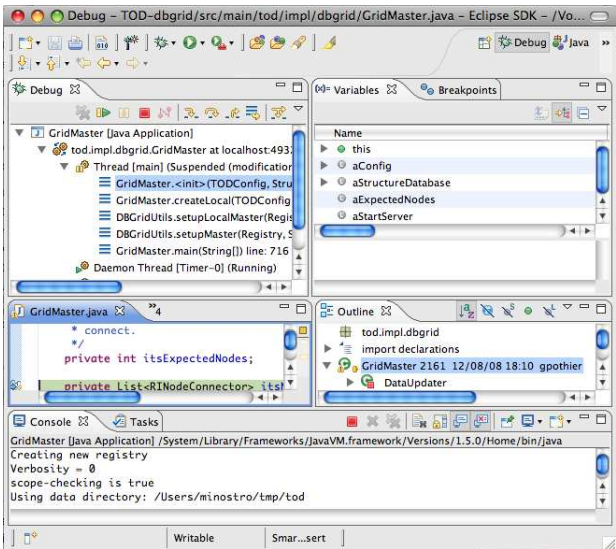 Debug – TOD-dbgrid/src/main/tod/impl/dbgrid/GridMaster.java – Eclipse SDK – /Vo...
Debug Java »
Debug
GridMaster [Java Application]
tod.impl.dbgrid.GridMaster at localhost:493
Thread [main] (Suspended (modification
GridMaster.<init>(TODConfig, Stru
GridMaster.createLocal(TODConfig
DBGridUtils.setupLocalMaster(Regis
DBGridUtils.setupMaster(Registry, S
GridMaster.main(String[]) line: 716
Daemon Thread [Timer-0] (Running)
(x)= Variables Breakpoints
Name
this
aConfig
aStructureDatabase
aExpectedNodes
aStartServer
GridMaster.java »4
* connect.
*/
private int itsExpectedNodes;
private List<RINodeConnector> its
Outline
tod.impl.dbgrid
import declarations
GridMaster 2161 12/08/08 18:10 gpothier
DataUpdater
Console Tasks
GridMaster [Java Application] /System/Library/Frameworks/JavaVM.framework/Versions/1.5.0/Home/bin/java
Creating new registry
Verbosity = 0
scope-checking is true
Using data directory: /Users/minostro/tmp/tod
Writable Smar...sert